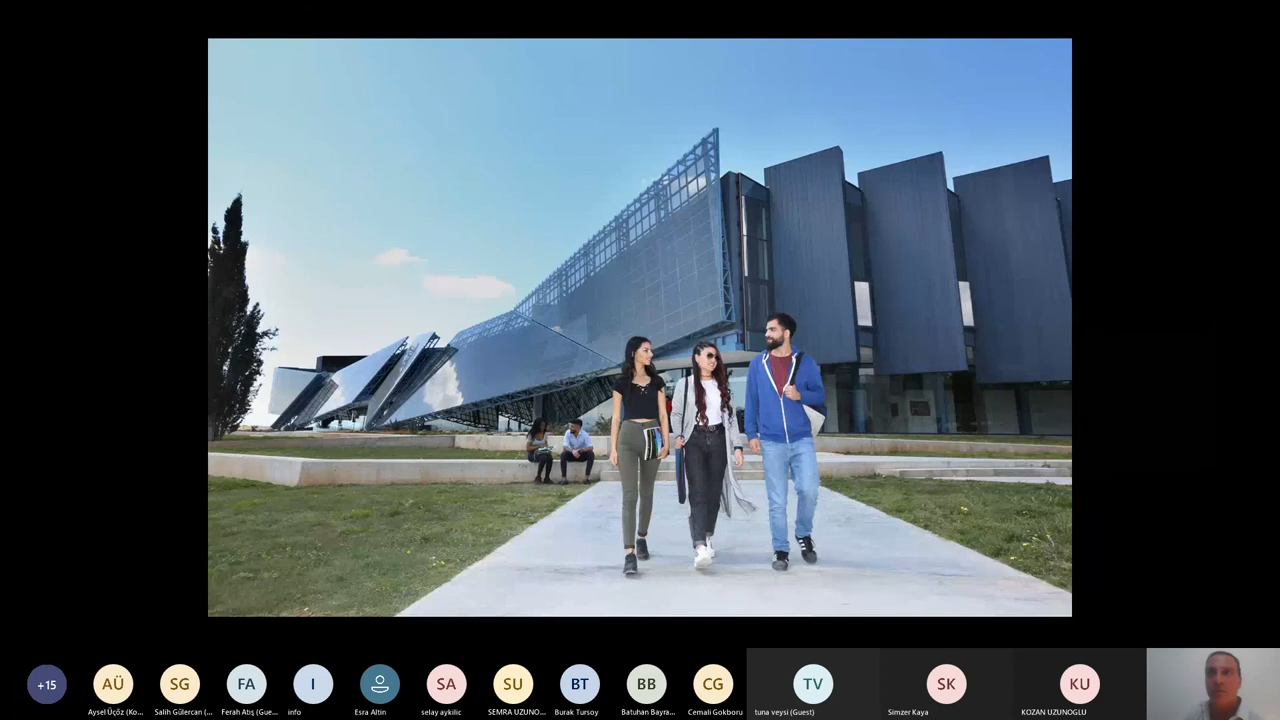 +15
AÜ
SG
FA
I
SA
SU
BT
BB
CG
TV
SK
KU
Aysel Üçöz (Ko...
Salih Gülercan (...
Ferah Atış (Gue...
info
Esra Altin
selay aykilic
SEMRA UZUNO...
Burak Tursoy
Batuhan Bayra...
Cemali Gokboru
tuna veysi (Guest)
Simzer Kaya
KOZAN UZUNOGLU